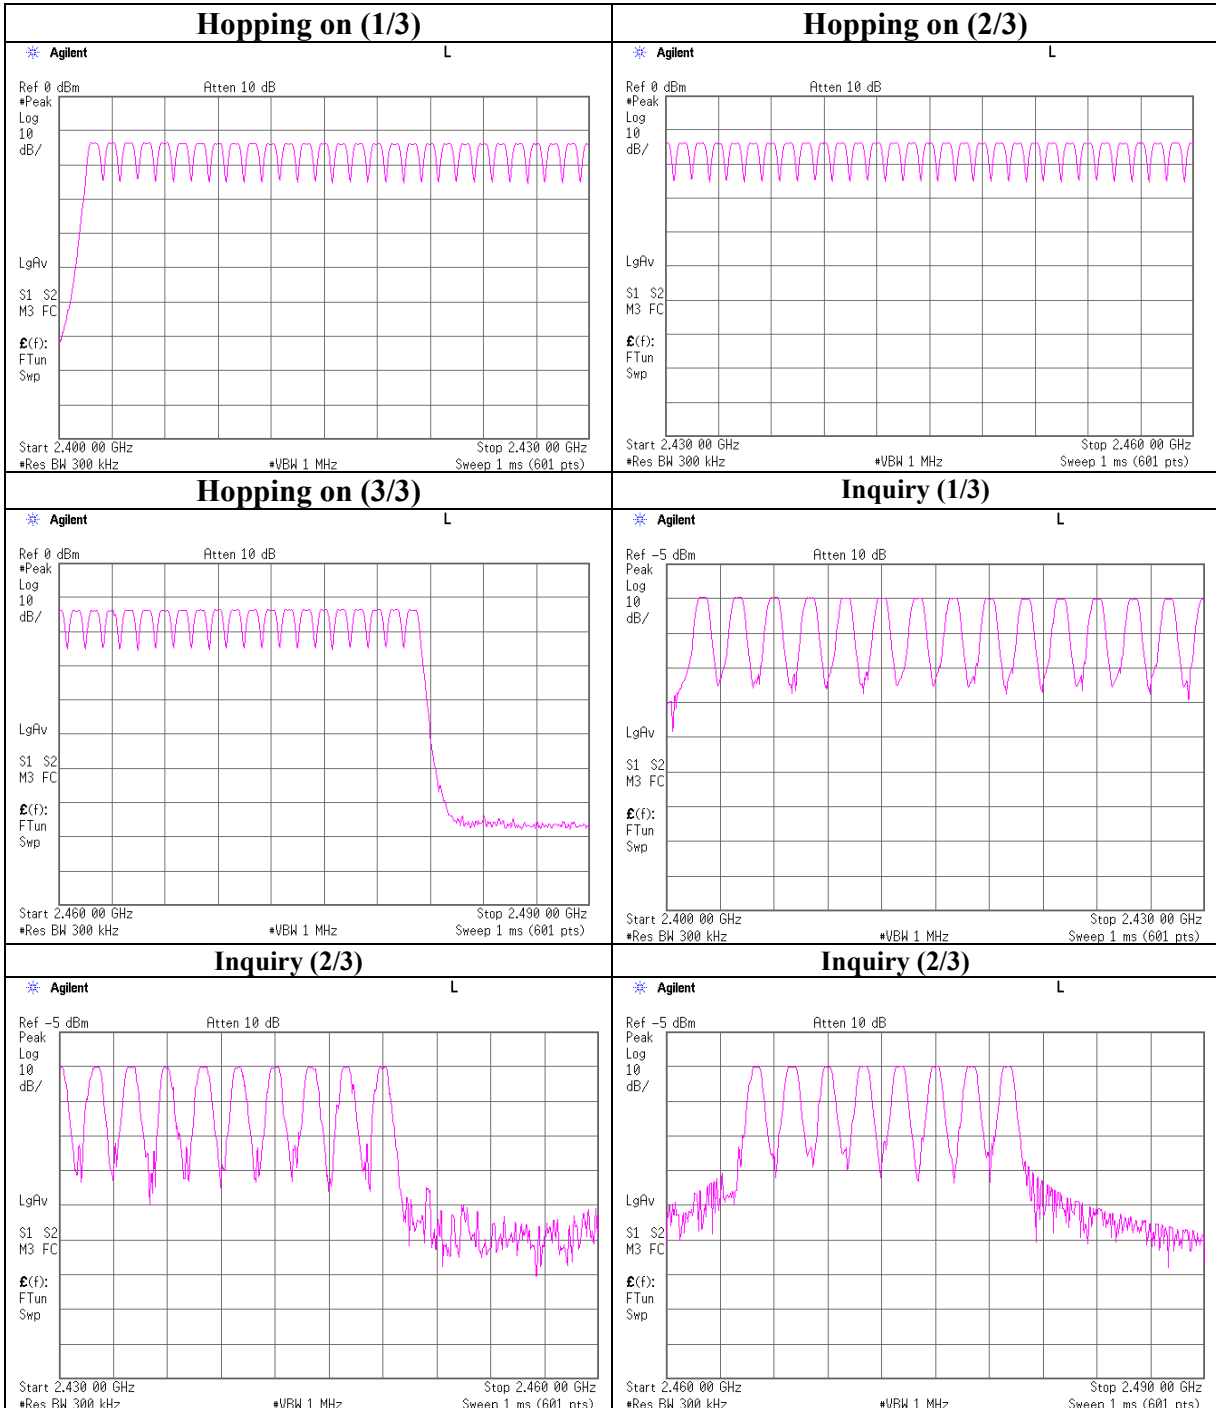 Hopping on (1/3)
Agilent
L
Ref 0 dBm
Atten 10 dB
#Peak
Log
10
dB/
LgAv
S1 S2
M3 FC
£(f):
FTun
Swp
Start 2.400 00 GHz
Stop 2.430 00 GHz
#Res BW 300 kHz
#VBW 1 MHz
Sweep 1 ms (601 pts)
Hopping on (2/3)
Agilent
L
Ref 0 dBm
Atten 10 dB
#Peak
Log
10
dB/
LgAv
S1 S2
M3 FC
£(f):
FTun
Swp
Start 2.430 00 GHz
Stop 2.460 00 GHz
#Res BW 300 kHz
#VBW 1 MHz
Sweep 1 ms (601 pts)
Hopping on (3/3)
Agilent
L
Ref 0 dBm
Atten 10 dB
#Peak
Log
10
dB/
LgAv
S1 S2
M3 FC
£(f):
FTun
Swp
Start 2.460 00 GHz
Stop 2.490 00 GHz
#Res BW 300 kHz
#VBW 1 MHz
Sweep 1 ms (601 pts)
Inquiry (1/3)
Agilent
L
Ref -5 dBm
Atten 10 dB
Peak
Log
10
dB/
LgAv
S1 S2
M3 FC
£(f):
FTun
Swp
Start 2.400 00 GHz
Stop 2.430 00 GHz
#Res BW 300 kHz
#VBW 1 MHz
Sweep 1 ms (601 pts)
Inquiry (2/3)
Agilent
L
Ref -5 dBm
Atten 10 dB
Peak
Log
10
dB/
LgAv
S1 S2
M3 FC
£(f):
FTun
Swp
Start 2.430 00 GHz
Stop 2.460 00 GHz
#Res BW 300 kHz
#VBW 1 MHz
Sweep 1 ms (601 pts)
Inquiry (2/3)
Agilent
L
Ref -5 dBm
Atten 10 dB
Peak
Log
10
dB/
LgAv
S1 S2
M3 FC
£(f):
FTun
Swp
Start 2.460 00 GHz
Stop 2.490 00 GHz
#Res BW 300 kHz
#VBW 1 MHz
Sweep 1 ms (601 pts)